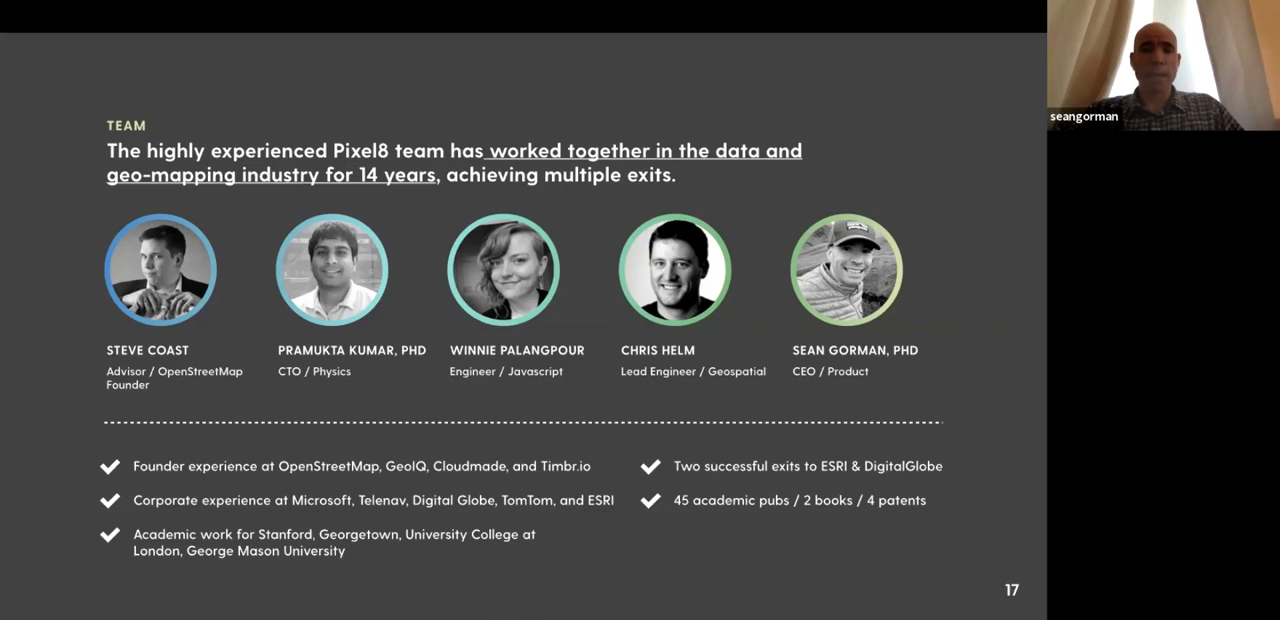 TEAM
The highly experienced Pixel8 team has worked together in the data and
geo-mapping industry for 14 years, achieving multiple exits.
STEVE COAST
Advisor / OpenStreetMap
Founder
PRAMUKTA KUMAR, PHD
CTO / Physics
WINNIE PALANGPOUR
Engineer / Javascript
CHRIS HELM
Lead Engineer / Geospatial
SEAN GORMAN, PHD
CEO / Product
Founder experience at OpenStreetMap, GeoIQ, Cloudmade, and Timbr.io
Corporate experience at Microsoft, Telenav, Digital Globe, TomTom, and ESRI
Academic work for Stanford, Georgetown, University College at
London, George Mason University
Two successful exits to ESRI & DigitalGlobe
45 academic pubs / 2 books / 4 patents
17
seangorman